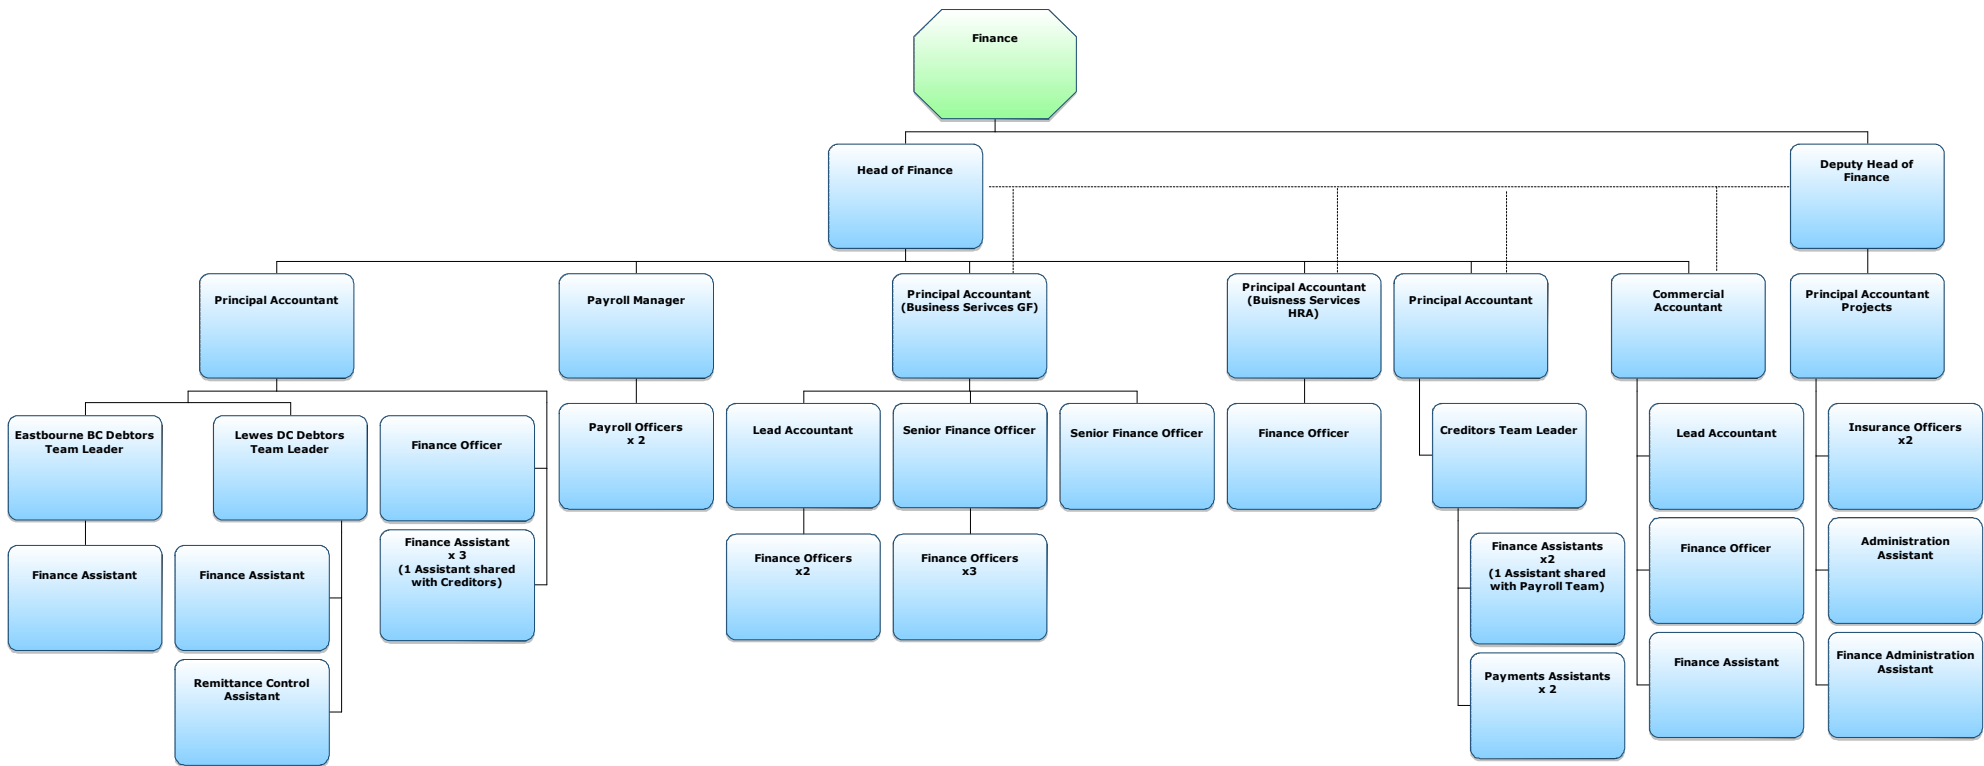 Finance
Head of Finance
Deputy Head of
Finance
Principal Accountant
Payroll Manager
Principal Accountant
(Business Serivces GF)
Principal Accountant
(Buisness Services
HRA)
Principal Accountant
Commercial
Accountant
Principal Accountant
Projects
Eastbourne BC Debtors
Team Leader
Lewes DC Debtors
Team Leader
Finance Officer
Payroll Officers
x 2
Lead Accountant
Senior Finance Officer
Senior Finance Officer
Finance Officer
Creditors Team Leader
Lead Accountant
Insurance Officers
x2
Finance Assistant
Finance Assistant
Finance Assistant
x 3
(1 Assistant shared
with Creditors)
Finance Officers
x2
Finance Officers
x3
Finance Assistants
x2
(1 Assistant shared
with Payroll Team)
Finance Officer
Administration
Assistant
Remittance Control
Assistant
Payments Assistants
x 2
Finance Assistant
Finance Administration
Assistant